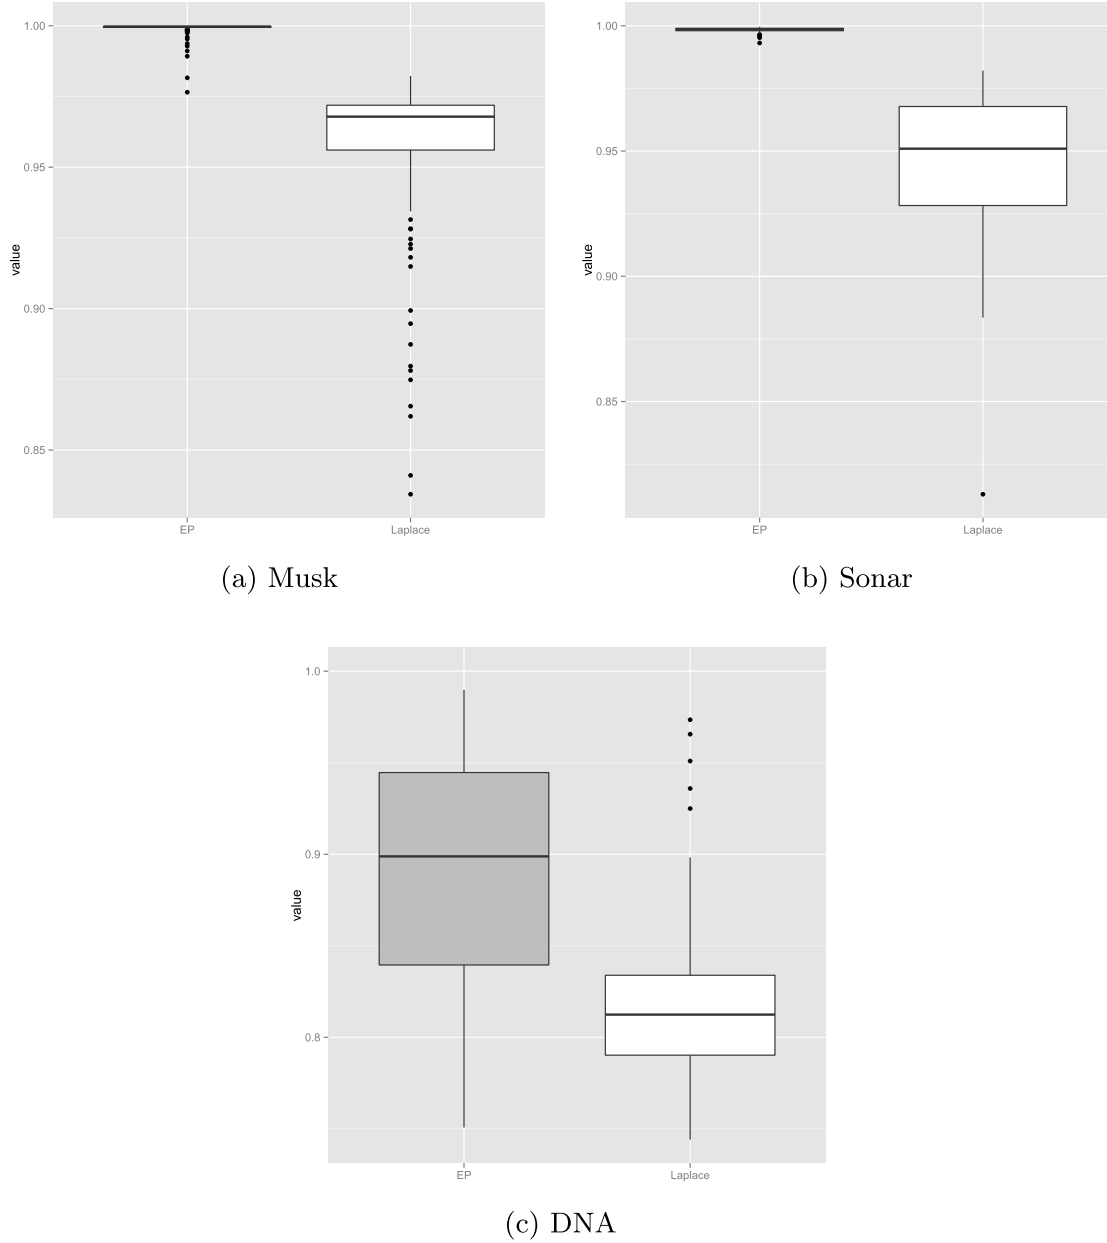 1.00
0.95
0.90
0.85
value
EP
Laplace
(a) Musk
1.00
0.95
0.90
0.85
value
EP
Laplace
(b) Sonar
1.0
0.9
0.8
value
EP
Laplace
(c) DNA